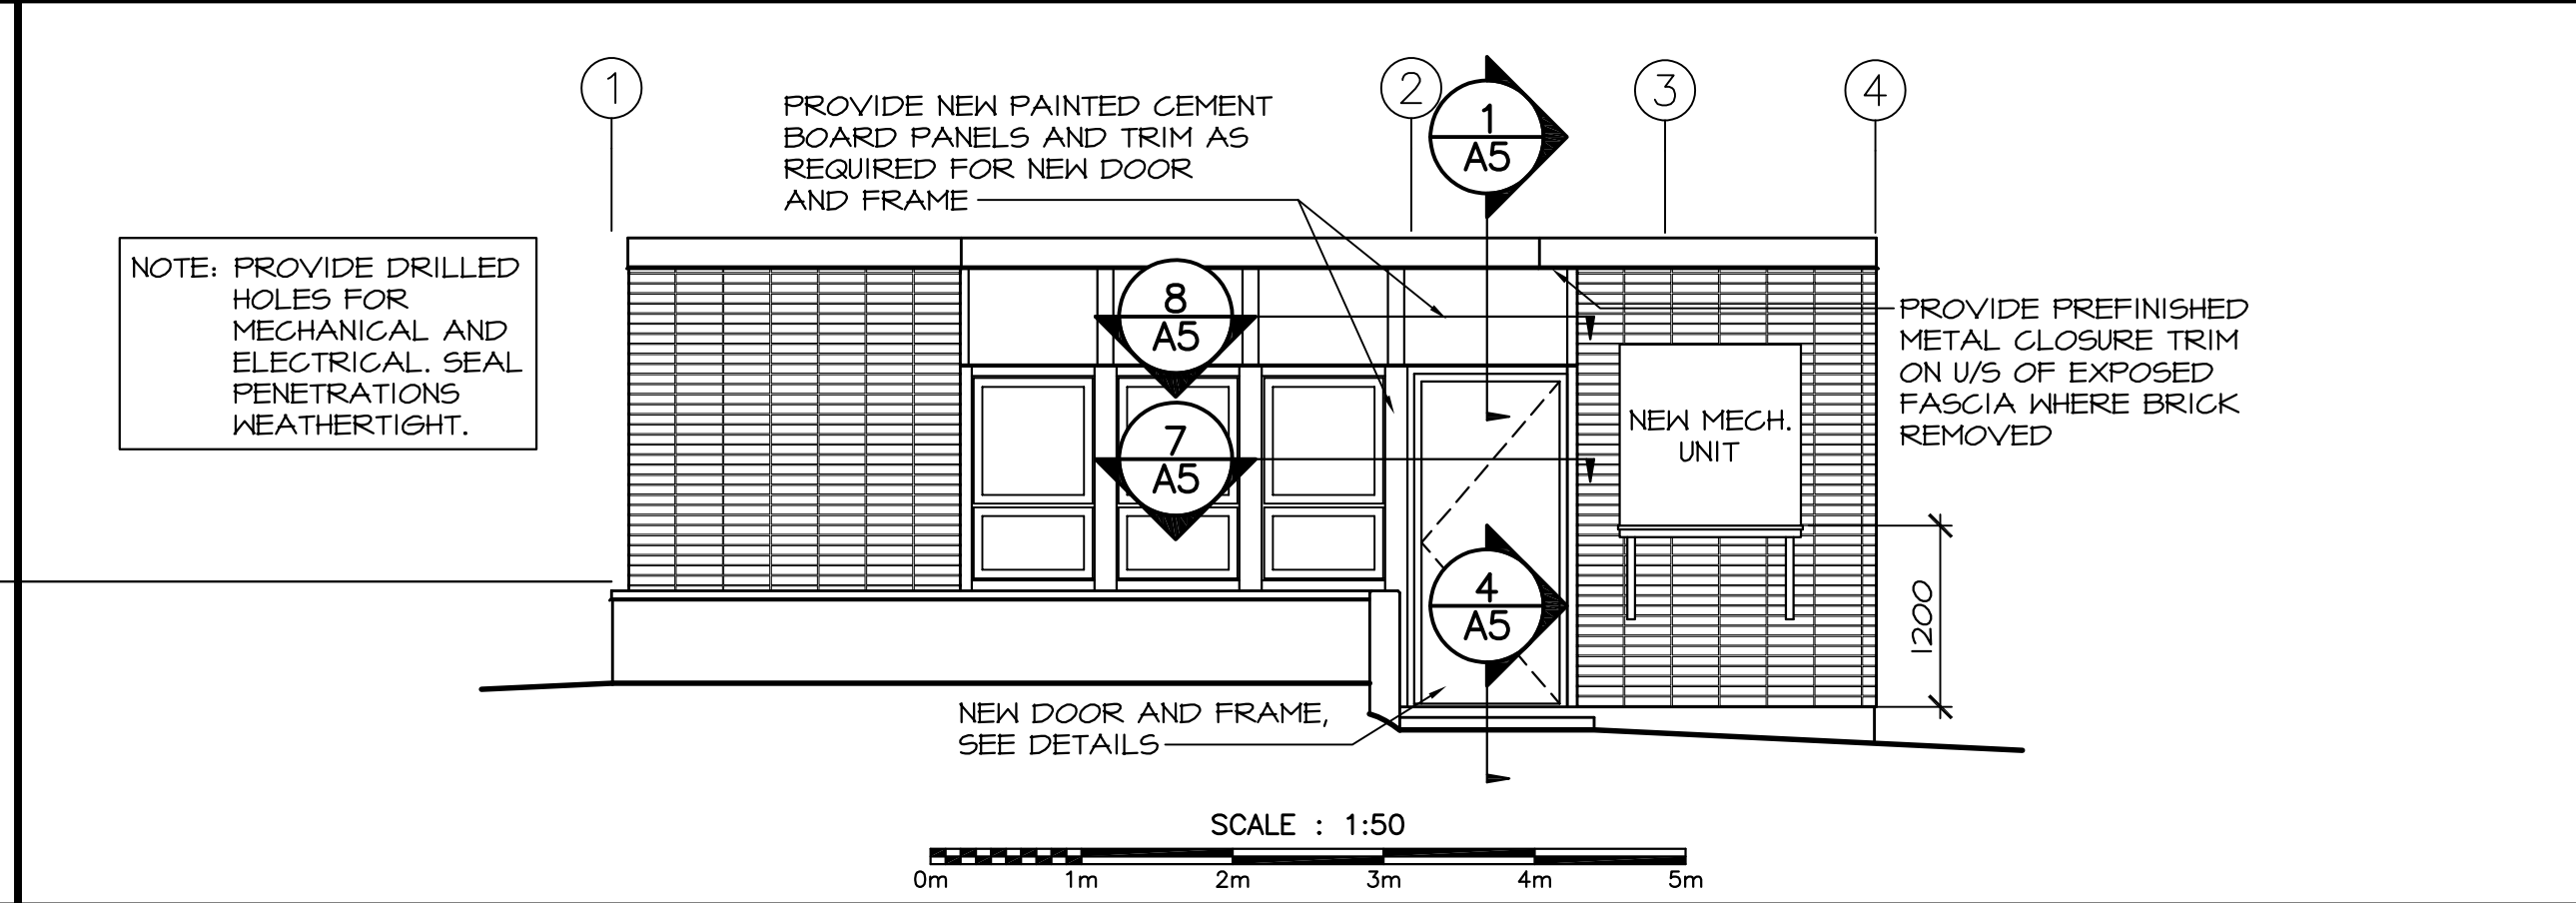 1
2
3
4
1
A5
PROVIDE NEW PAINTED CEMENT
BOARD PANELS AND TRIM AS
REQUIRED FOR NEW DOOR
AND FRAME
NOTE: PROVIDE DRILLED
HOLES FOR
MECHANICAL AND
ELECTRICAL. SEAL
PENETRATIONS
WEATHERTIGHT.
8
A5
7
A5
4
A5
NEW MECH.
UNIT
PROVIDE PREFINISHED
METAL CLOSURE TRIM
ON U/S OF EXPOSED
FASCIA WHERE BRICK
REMOVED
1200
NEW DOOR AND FRAME,
SEE DETAILS
SCALE : 1:50
0m 1m 2m 3m 4m 5m